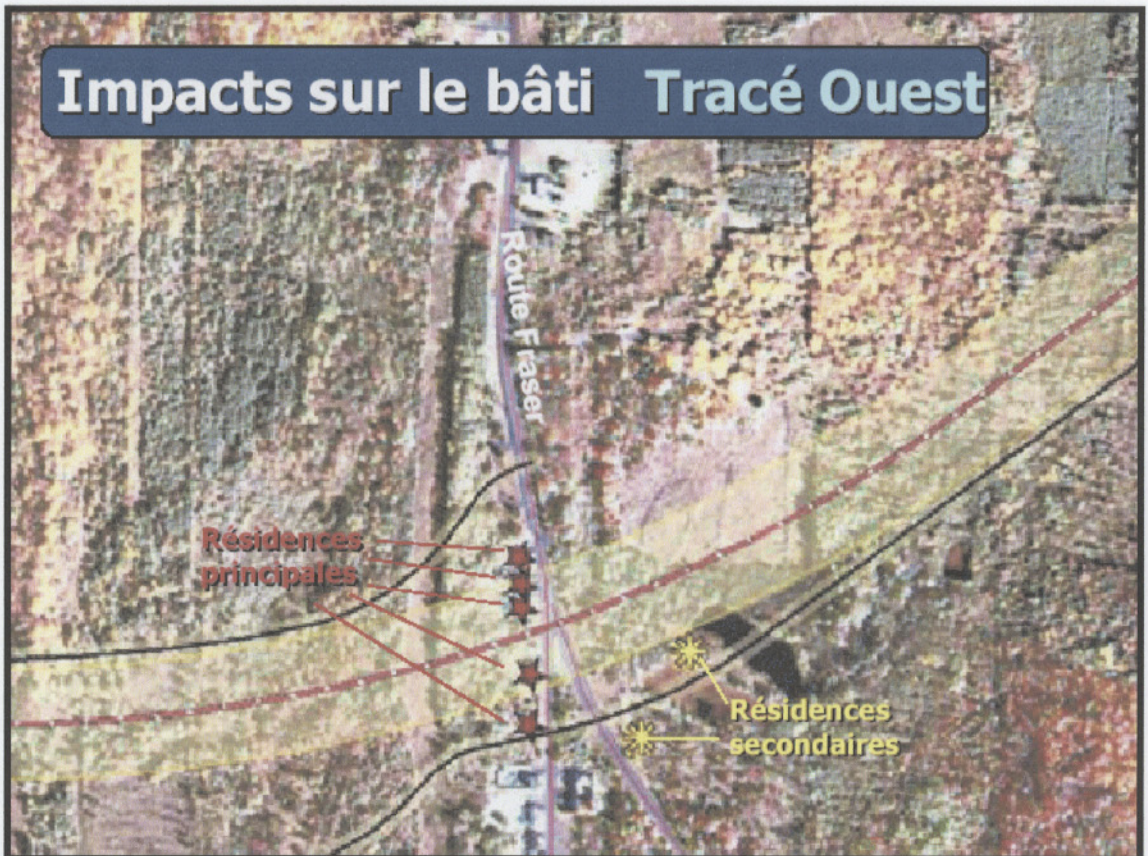 Impacts sur le bâti Tracé Ouest
Route Fraser
Résidences
principales
Résidences
secondaires